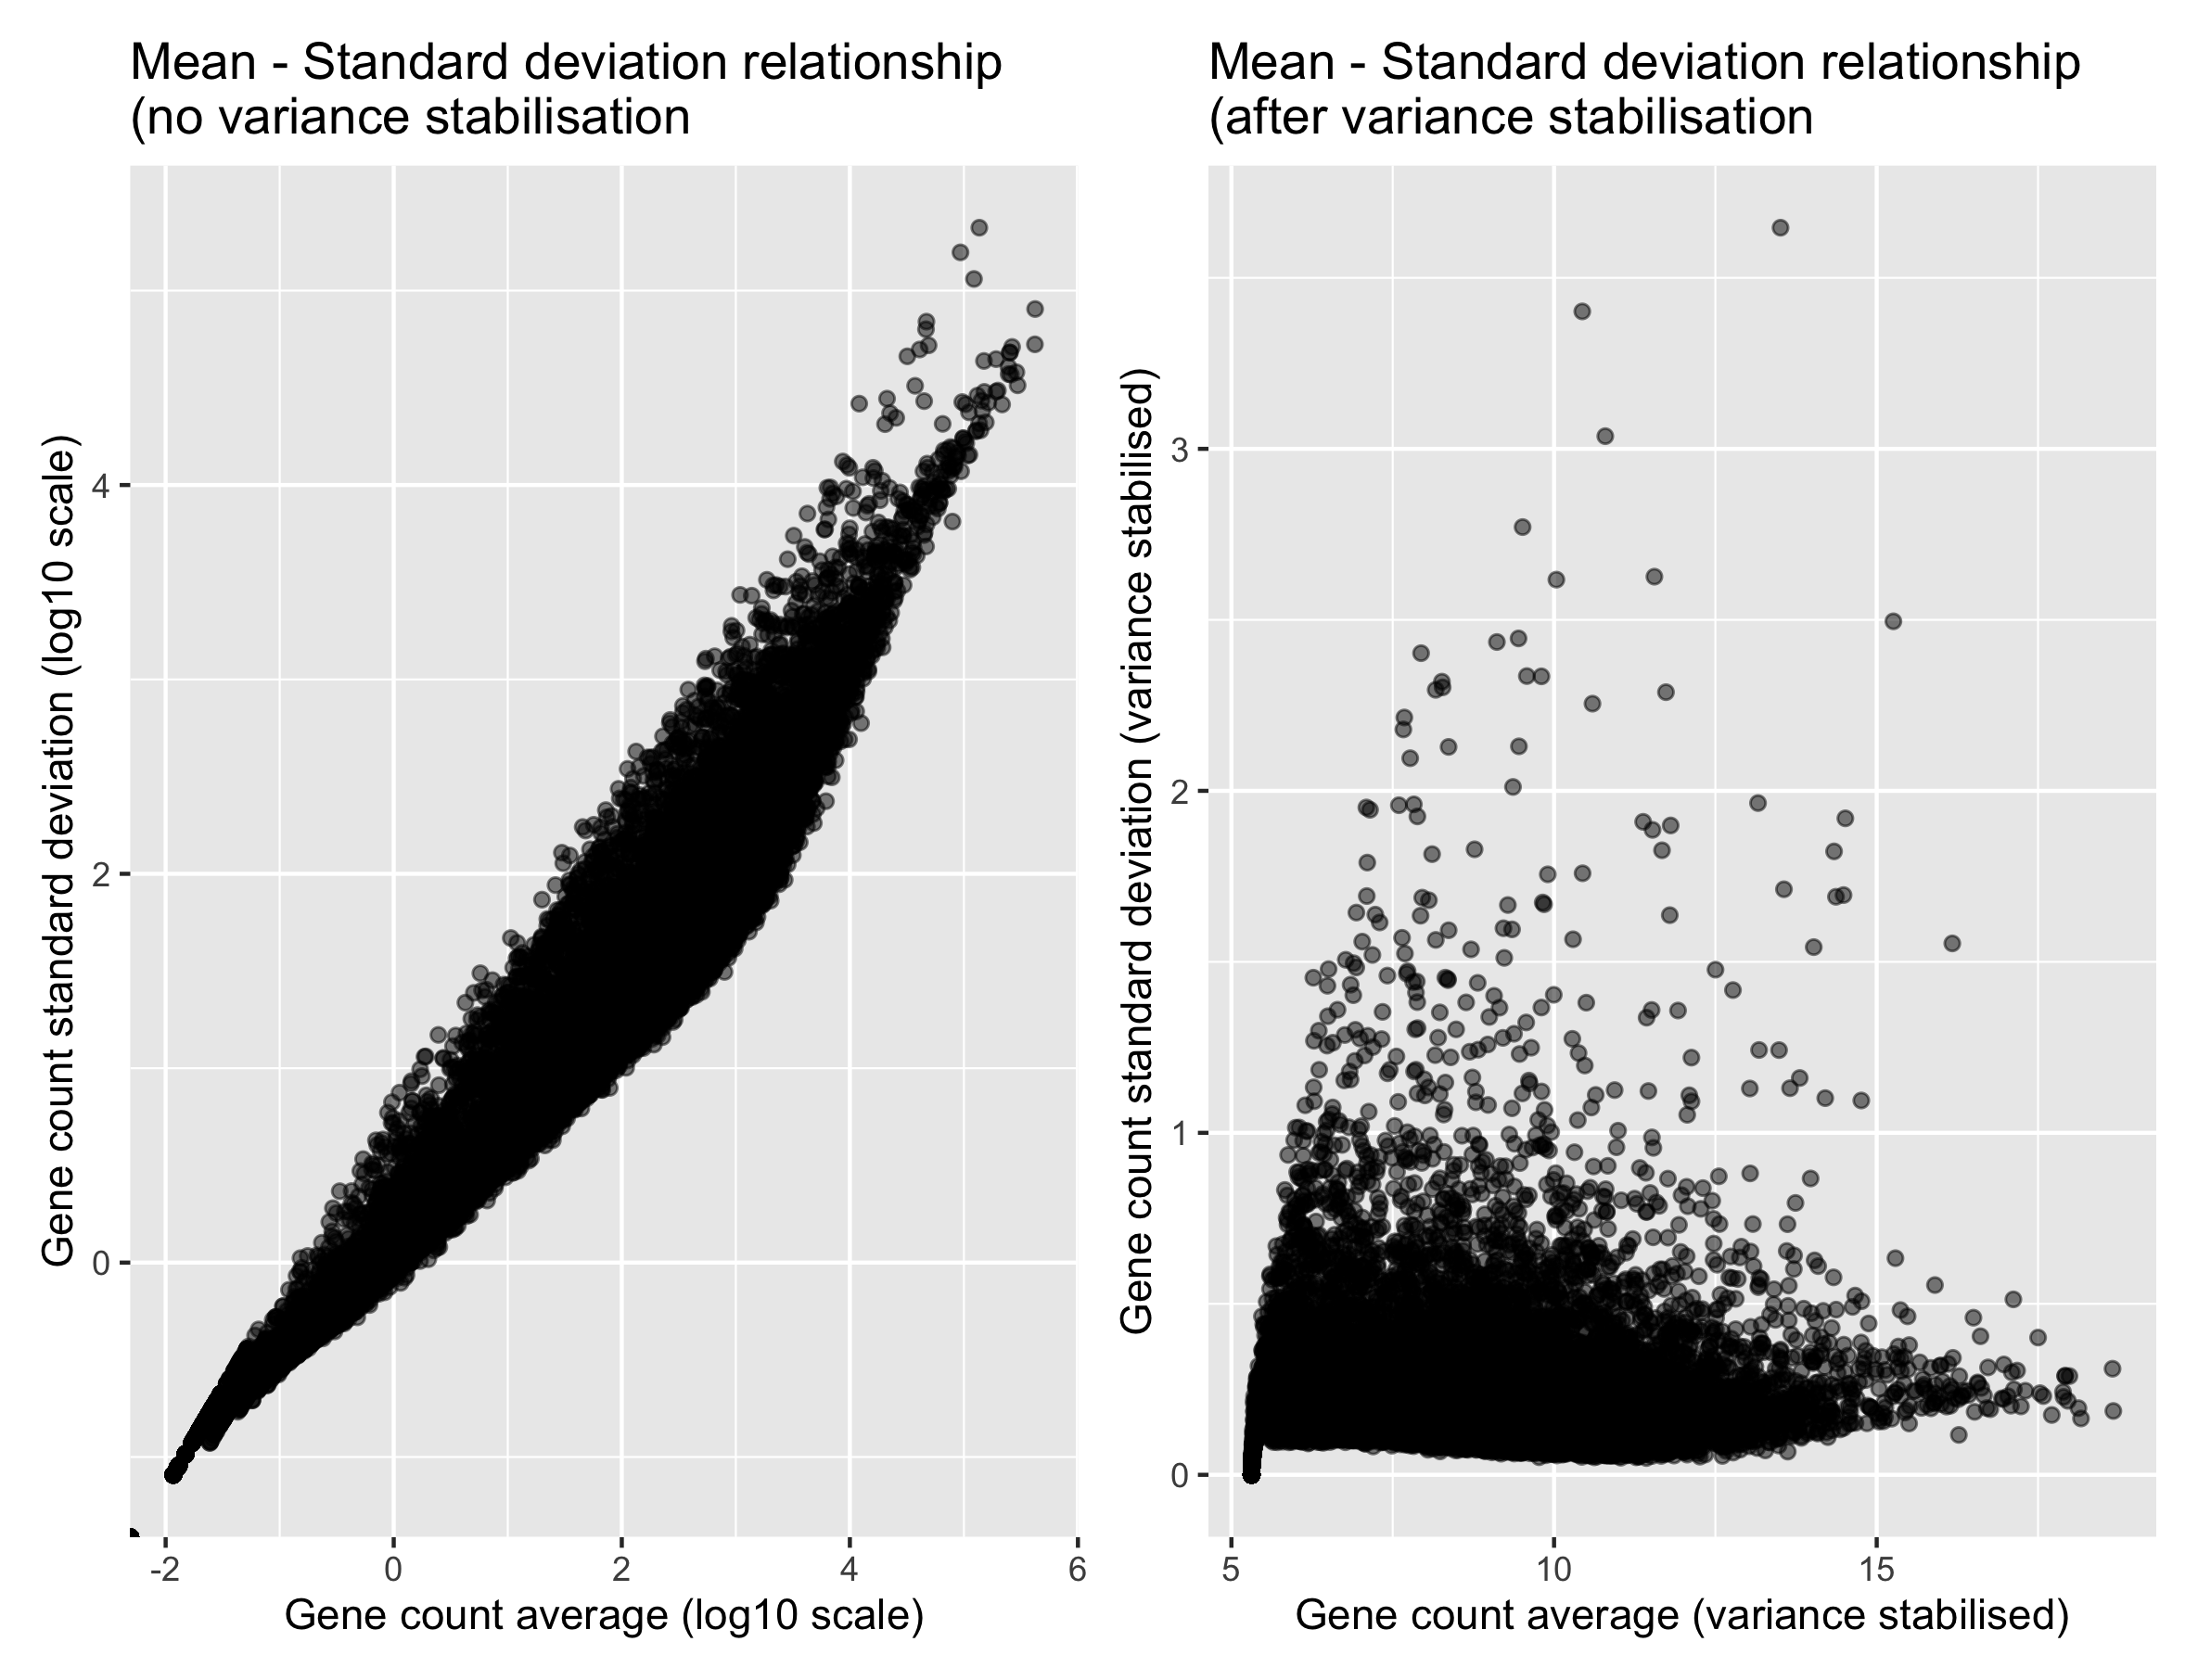 Mean - Standard deviation relationship
(no variance stabilisation
Gene count standard deviation (log10 scale)
4
2
0
-2
0
2
4
6
Gene count average (log10 scale)
Mean - Standard deviation relationship
(after variance stabilisation
Gene count standard deviation (variance stabilised)
3
2
1
0
5
10
15
Gene count average (variance stabilised)